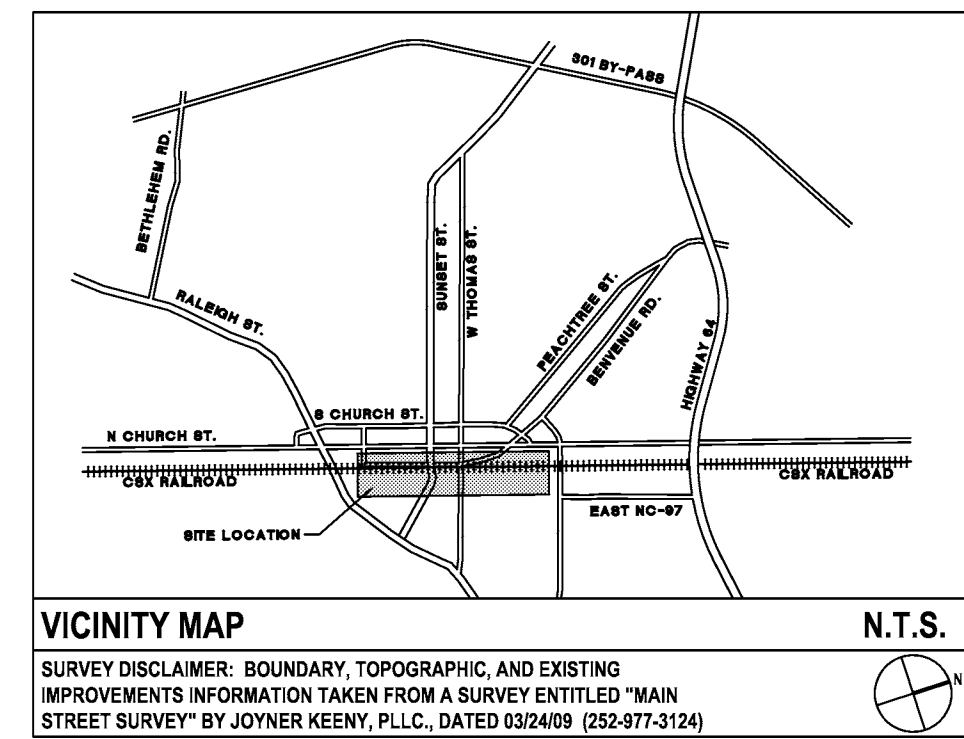 301 BY-PASS
BETHLEHEM RD.
SUNSET ST.
W THOMAS ST.
RALEIGH ST.
PEACHTREE ST.
BENVENUE RD.
HIGHWAY 64
S CHURCH ST.
N CHURCH ST.
CSX RAILROAD
CSX RAILROAD
EAST NC-97
SITE LOCATION
VICINITY MAP
N.T.S.
SURVEY DISCLAIMER: BOUNDARY, TOPOGRAPHIC, AND EXISTING
IMPROVEMENTS INFORMATION TAKEN FROM A SURVEY ENTITLED "MAIN
STREET SURVEY" BY JOYNER KEENY, PLLC., DATED 03/24/09 (252-977-3124)
N